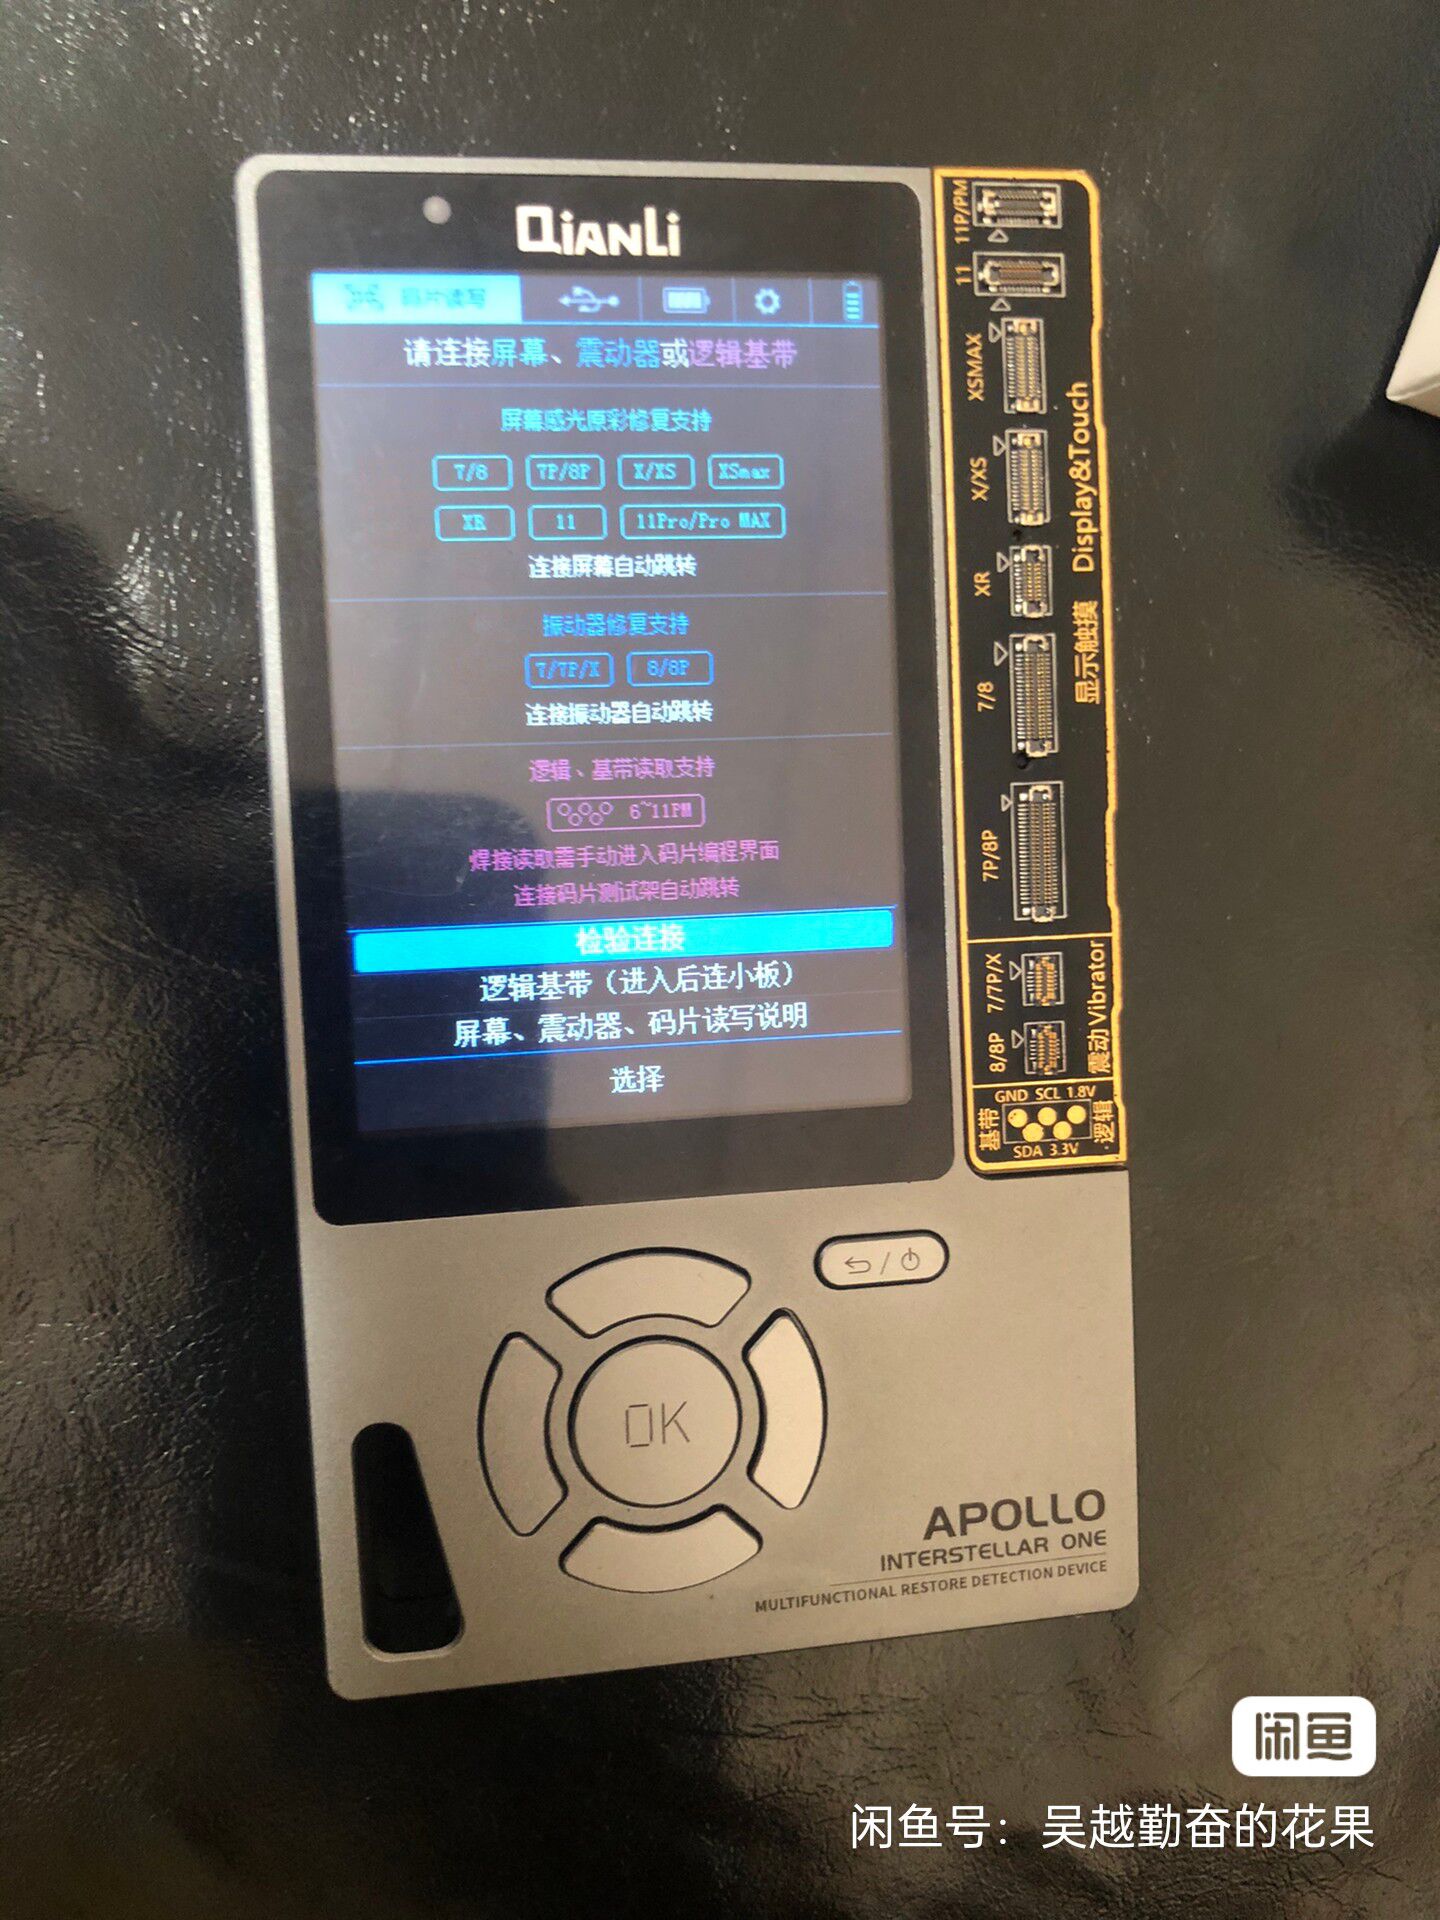 QIANLI
码片读写
请连接屏幕、震动器或逻辑基带
屏幕感光原彩修复支持
7/8 7P/8P X/XS XSmax
XR 11 11Pro/Pro MAX
连接屏幕自动跳转
振动器修复支持
7/7P/X 8/8P
连接振动器自动跳转
逻辑、基带读取支持
6~11PM
焊接读取需手动进入码片编程界面
连接码片测试架自动跳转
检验连接
逻辑基带（进入后连小板）
屏幕、震动器、码片读写说明
选择
11P/PM
11
XSMAX
X/XS
XR
7/8
7P/8P
显示触摸 Display&Touch
7/7P/X
8/8P
震动 Vibrator
GND SCL 1.8V
基带
逻辑
SDA 3.3V
OK
APOLLO
INTERSTELLAR ONE
MULTIFUNCTIONAL RESTORE DETECTION DEVICE
闲鱼
闲鱼号：吴越勤奋的花果